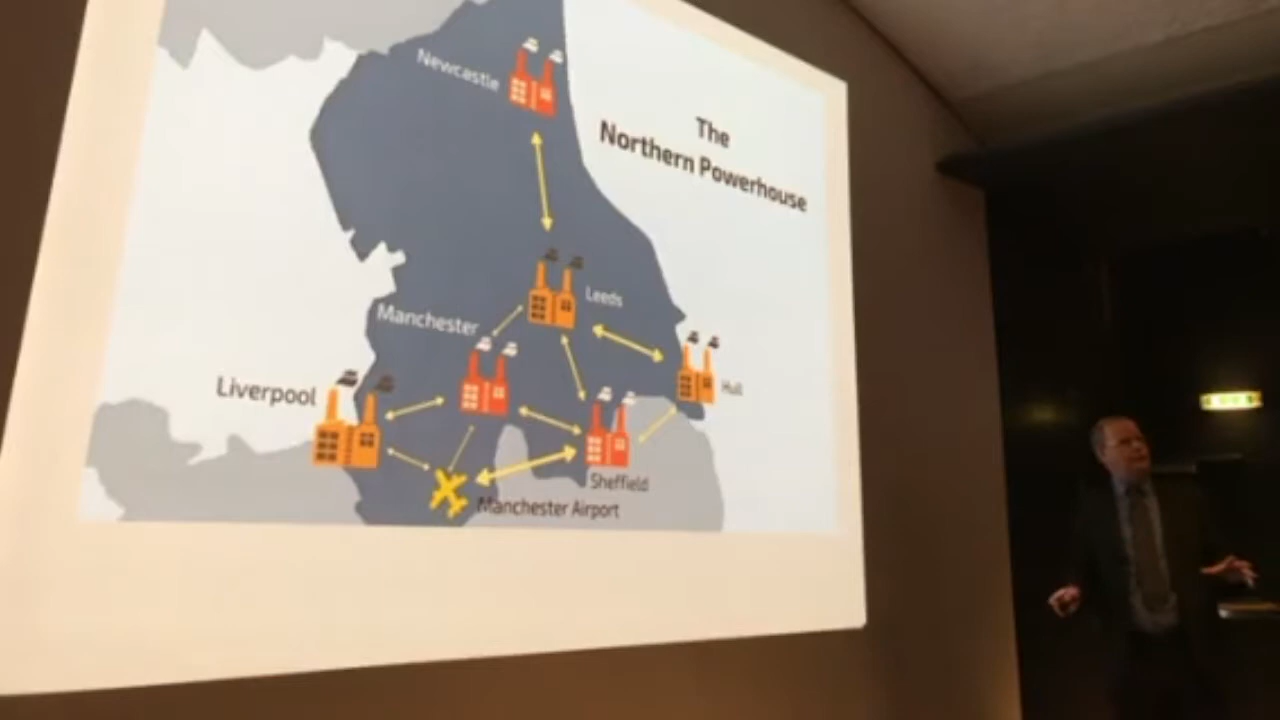 Newcastle
The
Northern Powerhouse
Leeds
Manchester
Hull
Liverpool
Sheffield
Manchester Airport